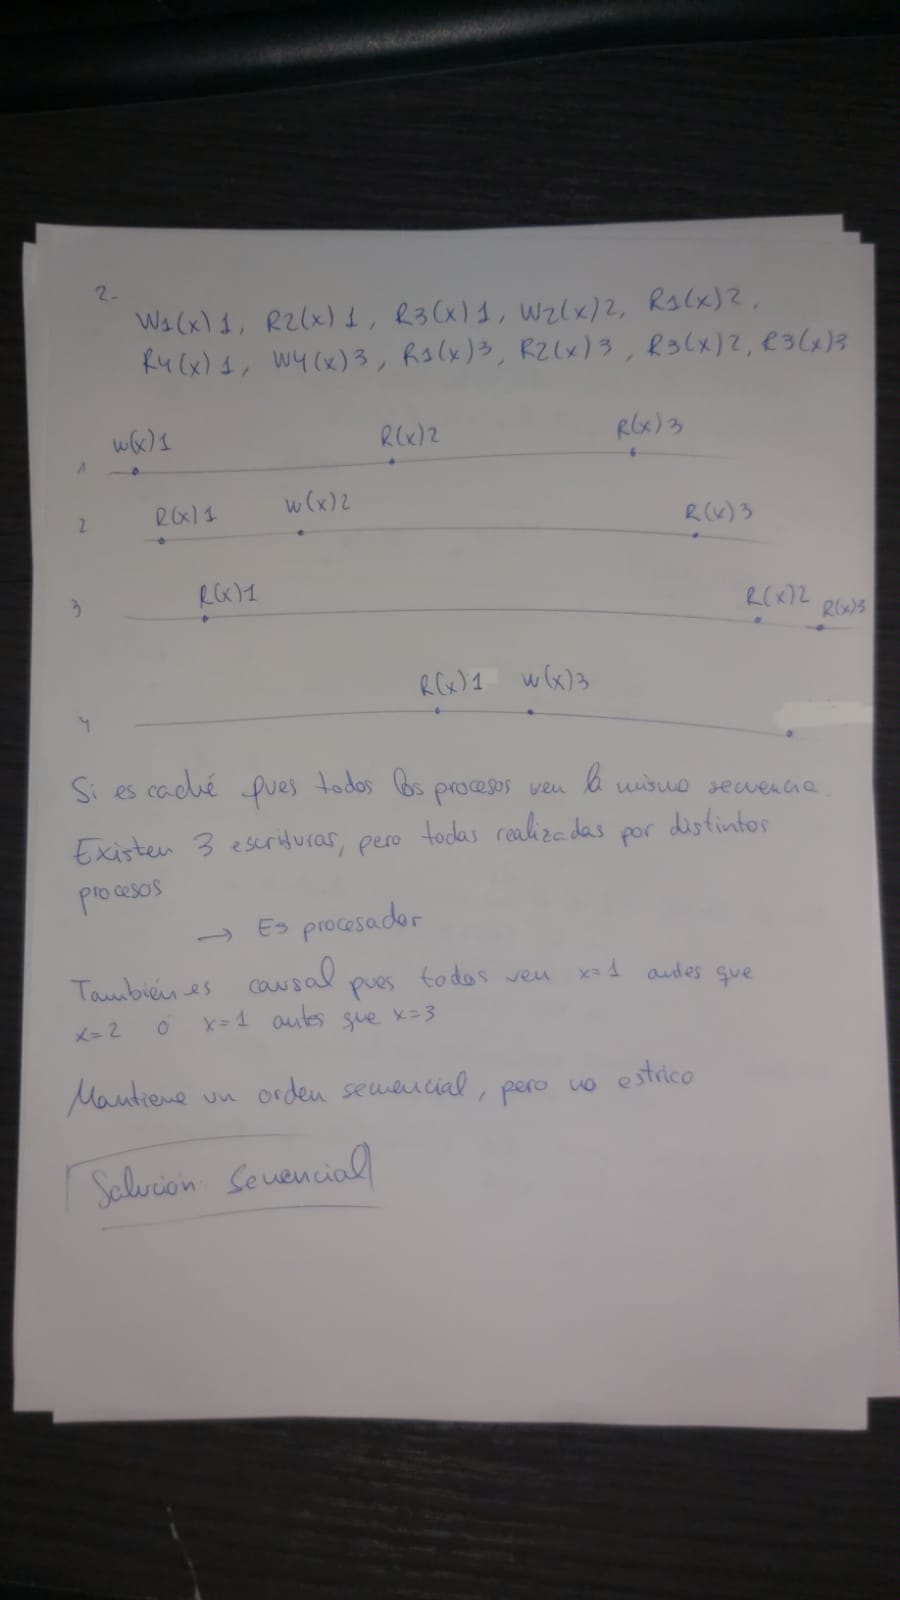 2-
W1(x)1, R2(x)1, R3(x)1, W2(x)2, R1(x)2,
R4(x)1, W4(x)3, R1(x)3, R2(x)3, R3(x)2, R3(x)3
W(x)1 R(x)2 R(x)3
1
R(x)1 W(x)2 R(x)3
2
R(x)1 R(x)2 R(x)3
3
R(x)1 W(x)3
4
Si es caché pues todos los procesos ven la misma secuencia.
Existen 3 escrituras, pero todas realizadas por distintos
procesos
→ Es procesador
También es causal pues todos ven x=1 antes que
x=2 ó x=1 antes que x=3
Mantiene un orden secuencial, pero no estrico
Solución: Secuencial